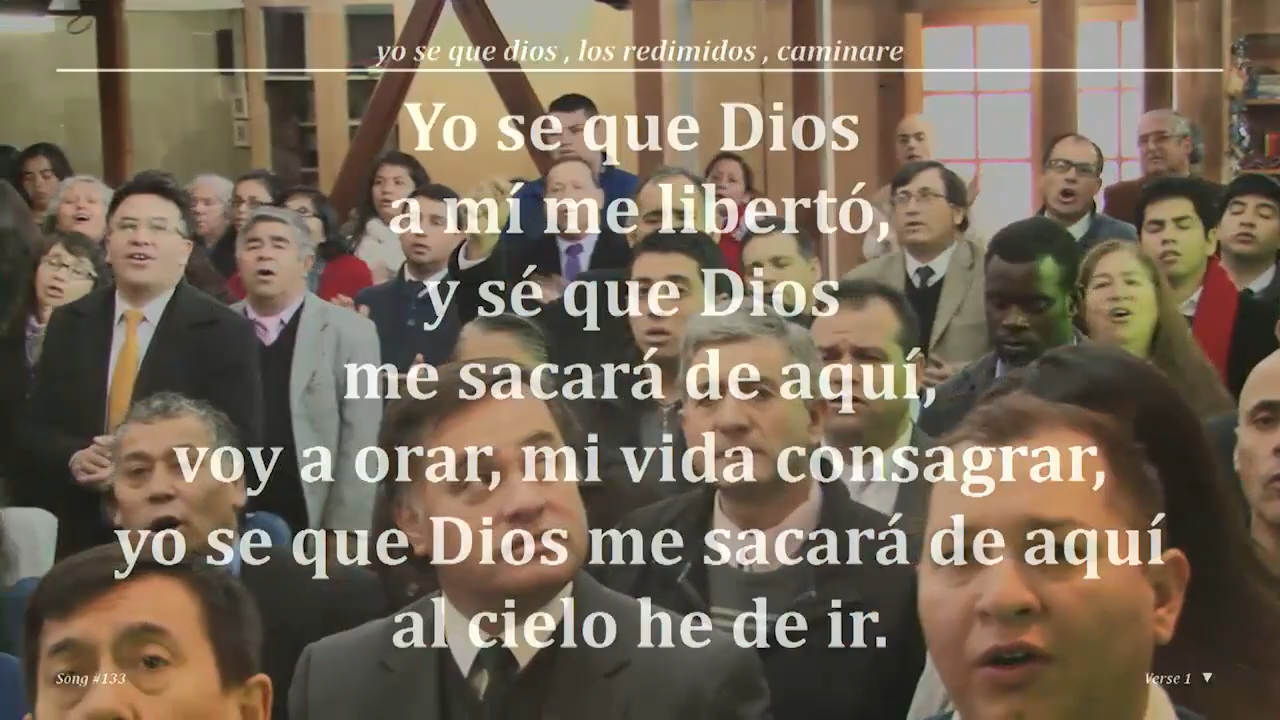 yo se que dios , los redimidos , caminare
Yo se que Dios
a mí me libertó,
y sé que Dios
me sacará de aquí,
voy a orar, mi vida consagrar,
yo se que Dios me sacará de aquí
al cielo he de ir.
Song #133
Verse 1 ▼